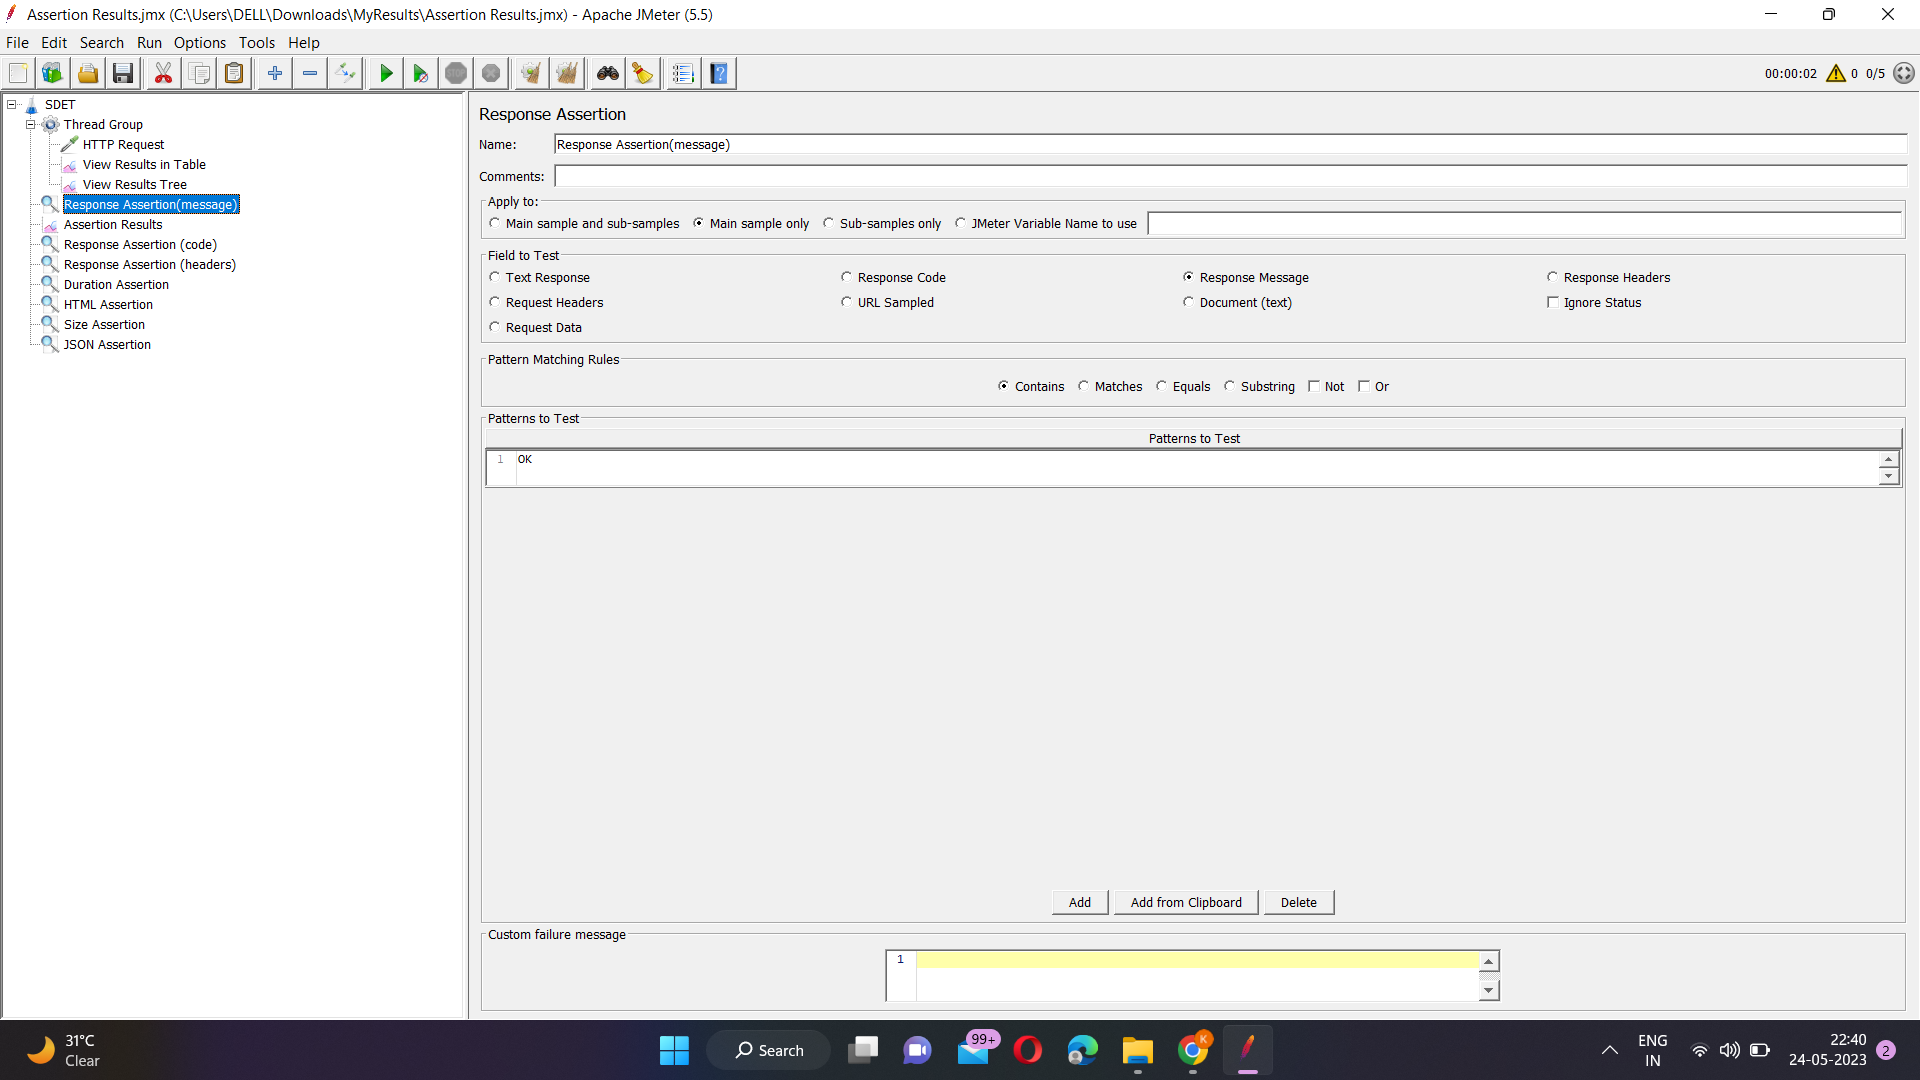 Assertion Results.jmx (C:\Users\DELL\Downloads\MyResults\Assertion Results.jmx) - Apache JMeter (5.5)
File Edit Search Run Options Tools Help
STOP
00:00:02 0 0/5
SDET
Thread Group
HTTP Request
View Results in Table
View Results Tree
Response Assertion(message)
Assertion Results
Response Assertion (code)
Response Assertion (headers)
Duration Assertion
HTML Assertion
Size Assertion
JSON Assertion
Response Assertion
Name: Response Assertion(message)
Comments:
Apply to:
Main sample and sub-samples Main sample only Sub-samples only JMeter Variable Name to use
Field to Test
Text Response Response Code Response Message Response Headers
Request Headers URL Sampled Document (text) Ignore Status
Request Data
Pattern Matching Rules
Contains Matches Equals Substring Not Or
Patterns to Test
Patterns to Test
1 OK
Add Add from Clipboard Delete
Custom failure message
1
31°C
Clear
Search
99+
K
ENG
IN
22:40
24-05-2023
2